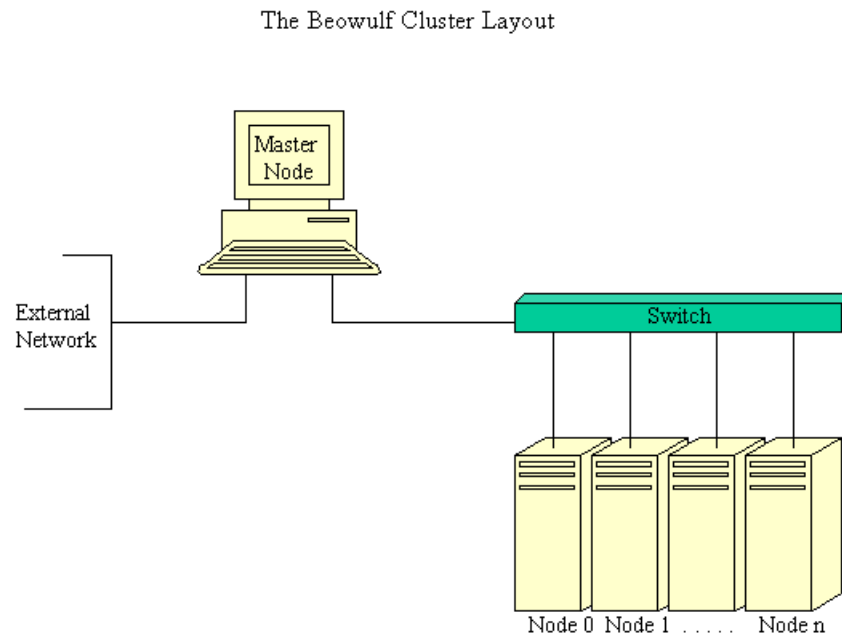 The Beowulf Cluster Layout
Master
Node
External
Network
Switch
Node 0 Node 1 . . . . . Node n